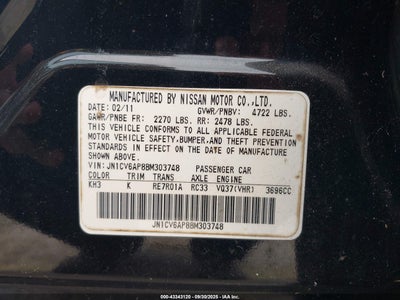 MANUFACTURED BY NISSAN MOTOR CO.,LTD.
DATE: 02/11 GVWR/PNBV: 4722 LBS.
GAWR/PNBE FR: 2270 LBS. RR: 2478 LBS.
THIS VEHICLE CONFORMS TO ALL APPLICABLE FEDERAL
MOTOR VEHICLE SAFETY, BUMPER, AND THEFT PREVENTION
STANDARDS IN EFFECT ON THE DATE OF MANUFACTURE
SHOWN ABOVE.
VIN: JN1CV6AP8BM303748 PASSENGER CAR
COLOR TRIM TRANS AXLE ENGINE
KH3 K RE7R01A RC33 VQ37(VHR) 3696CC
JN1CV6AP8BM303748
000-43343120 - 09/30/2025 - IAAI.COM